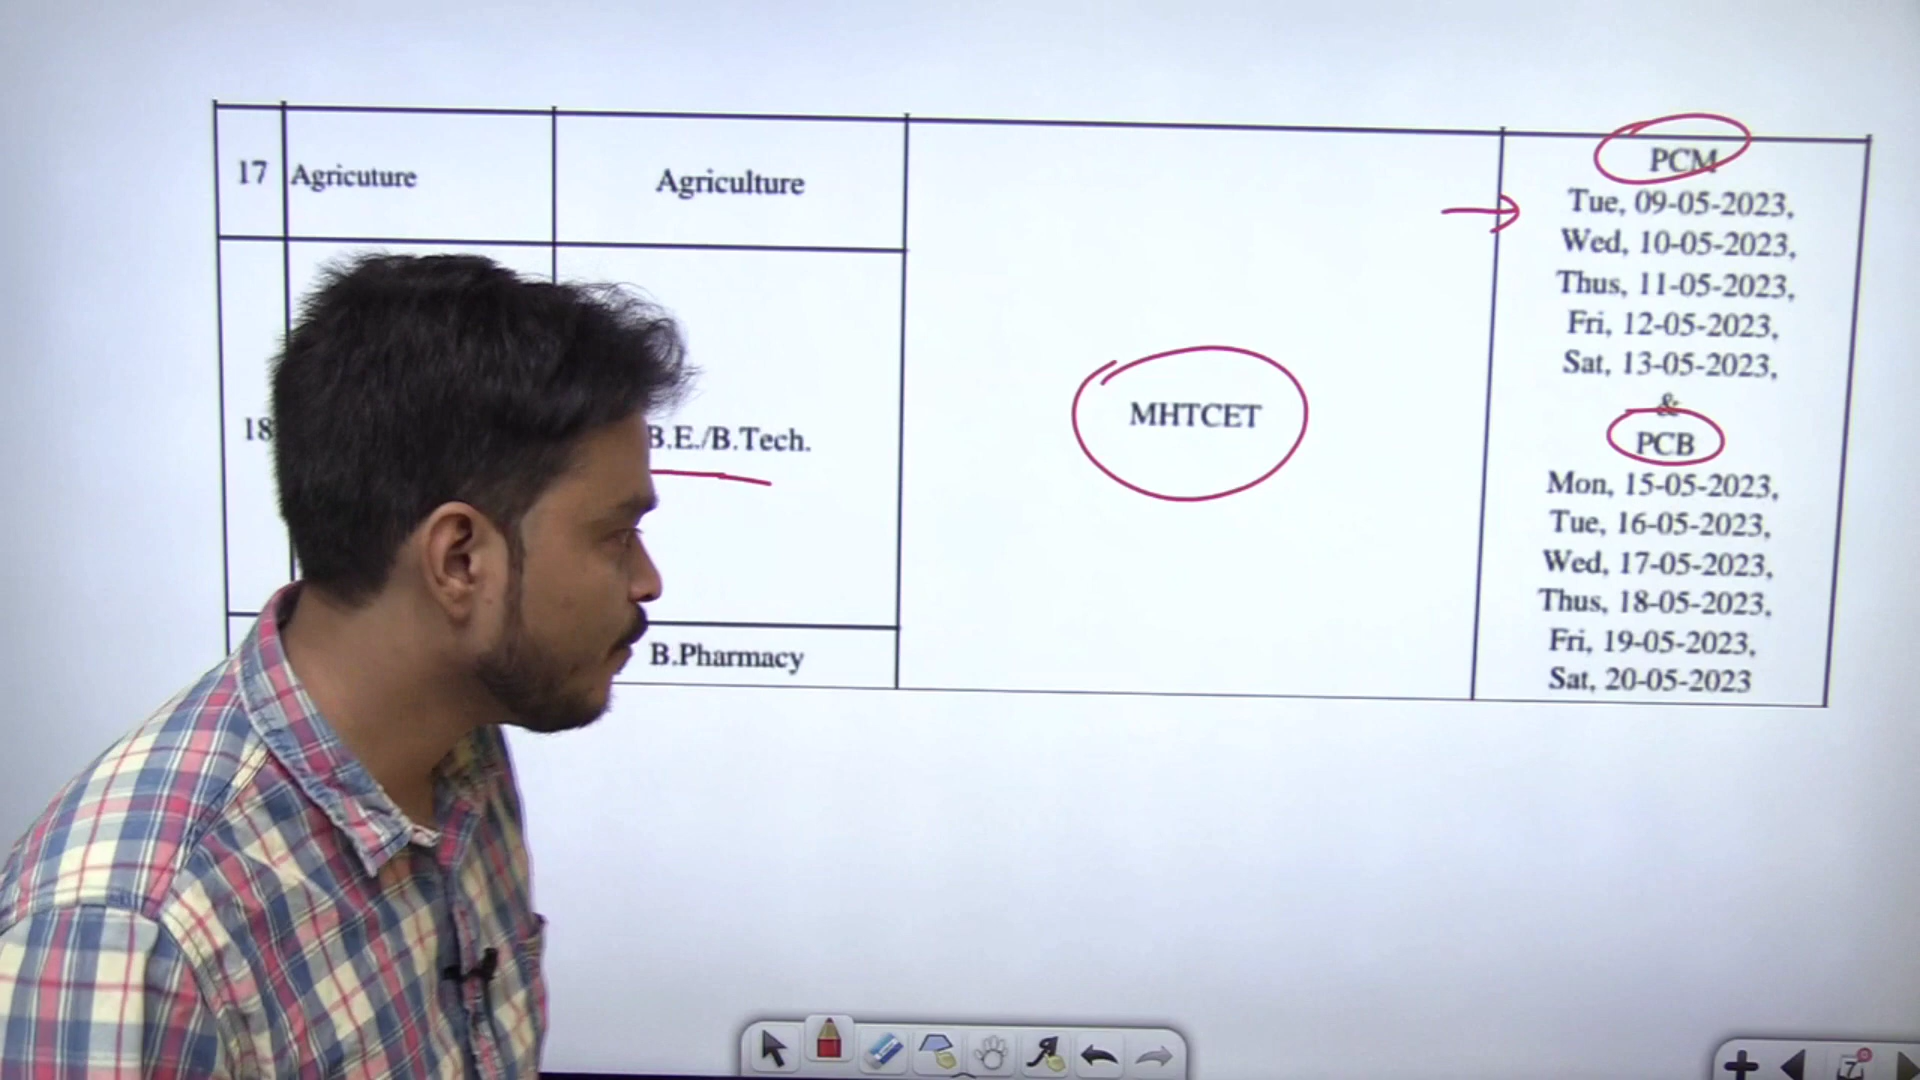 17
Agricuture
Agriculture
18
B.E./B.Tech.
B.Pharmacy
MHTCET
PCM
Tue, 09-05-2023,
Wed, 10-05-2023,
Thus, 11-05-2023,
Fri, 12-05-2023,
Sat, 13-05-2023,
&
PCB
Mon, 15-05-2023,
Tue, 16-05-2023,
Wed, 17-05-2023,
Thus, 18-05-2023,
Fri, 19-05-2023,
Sat, 20-05-2023
7